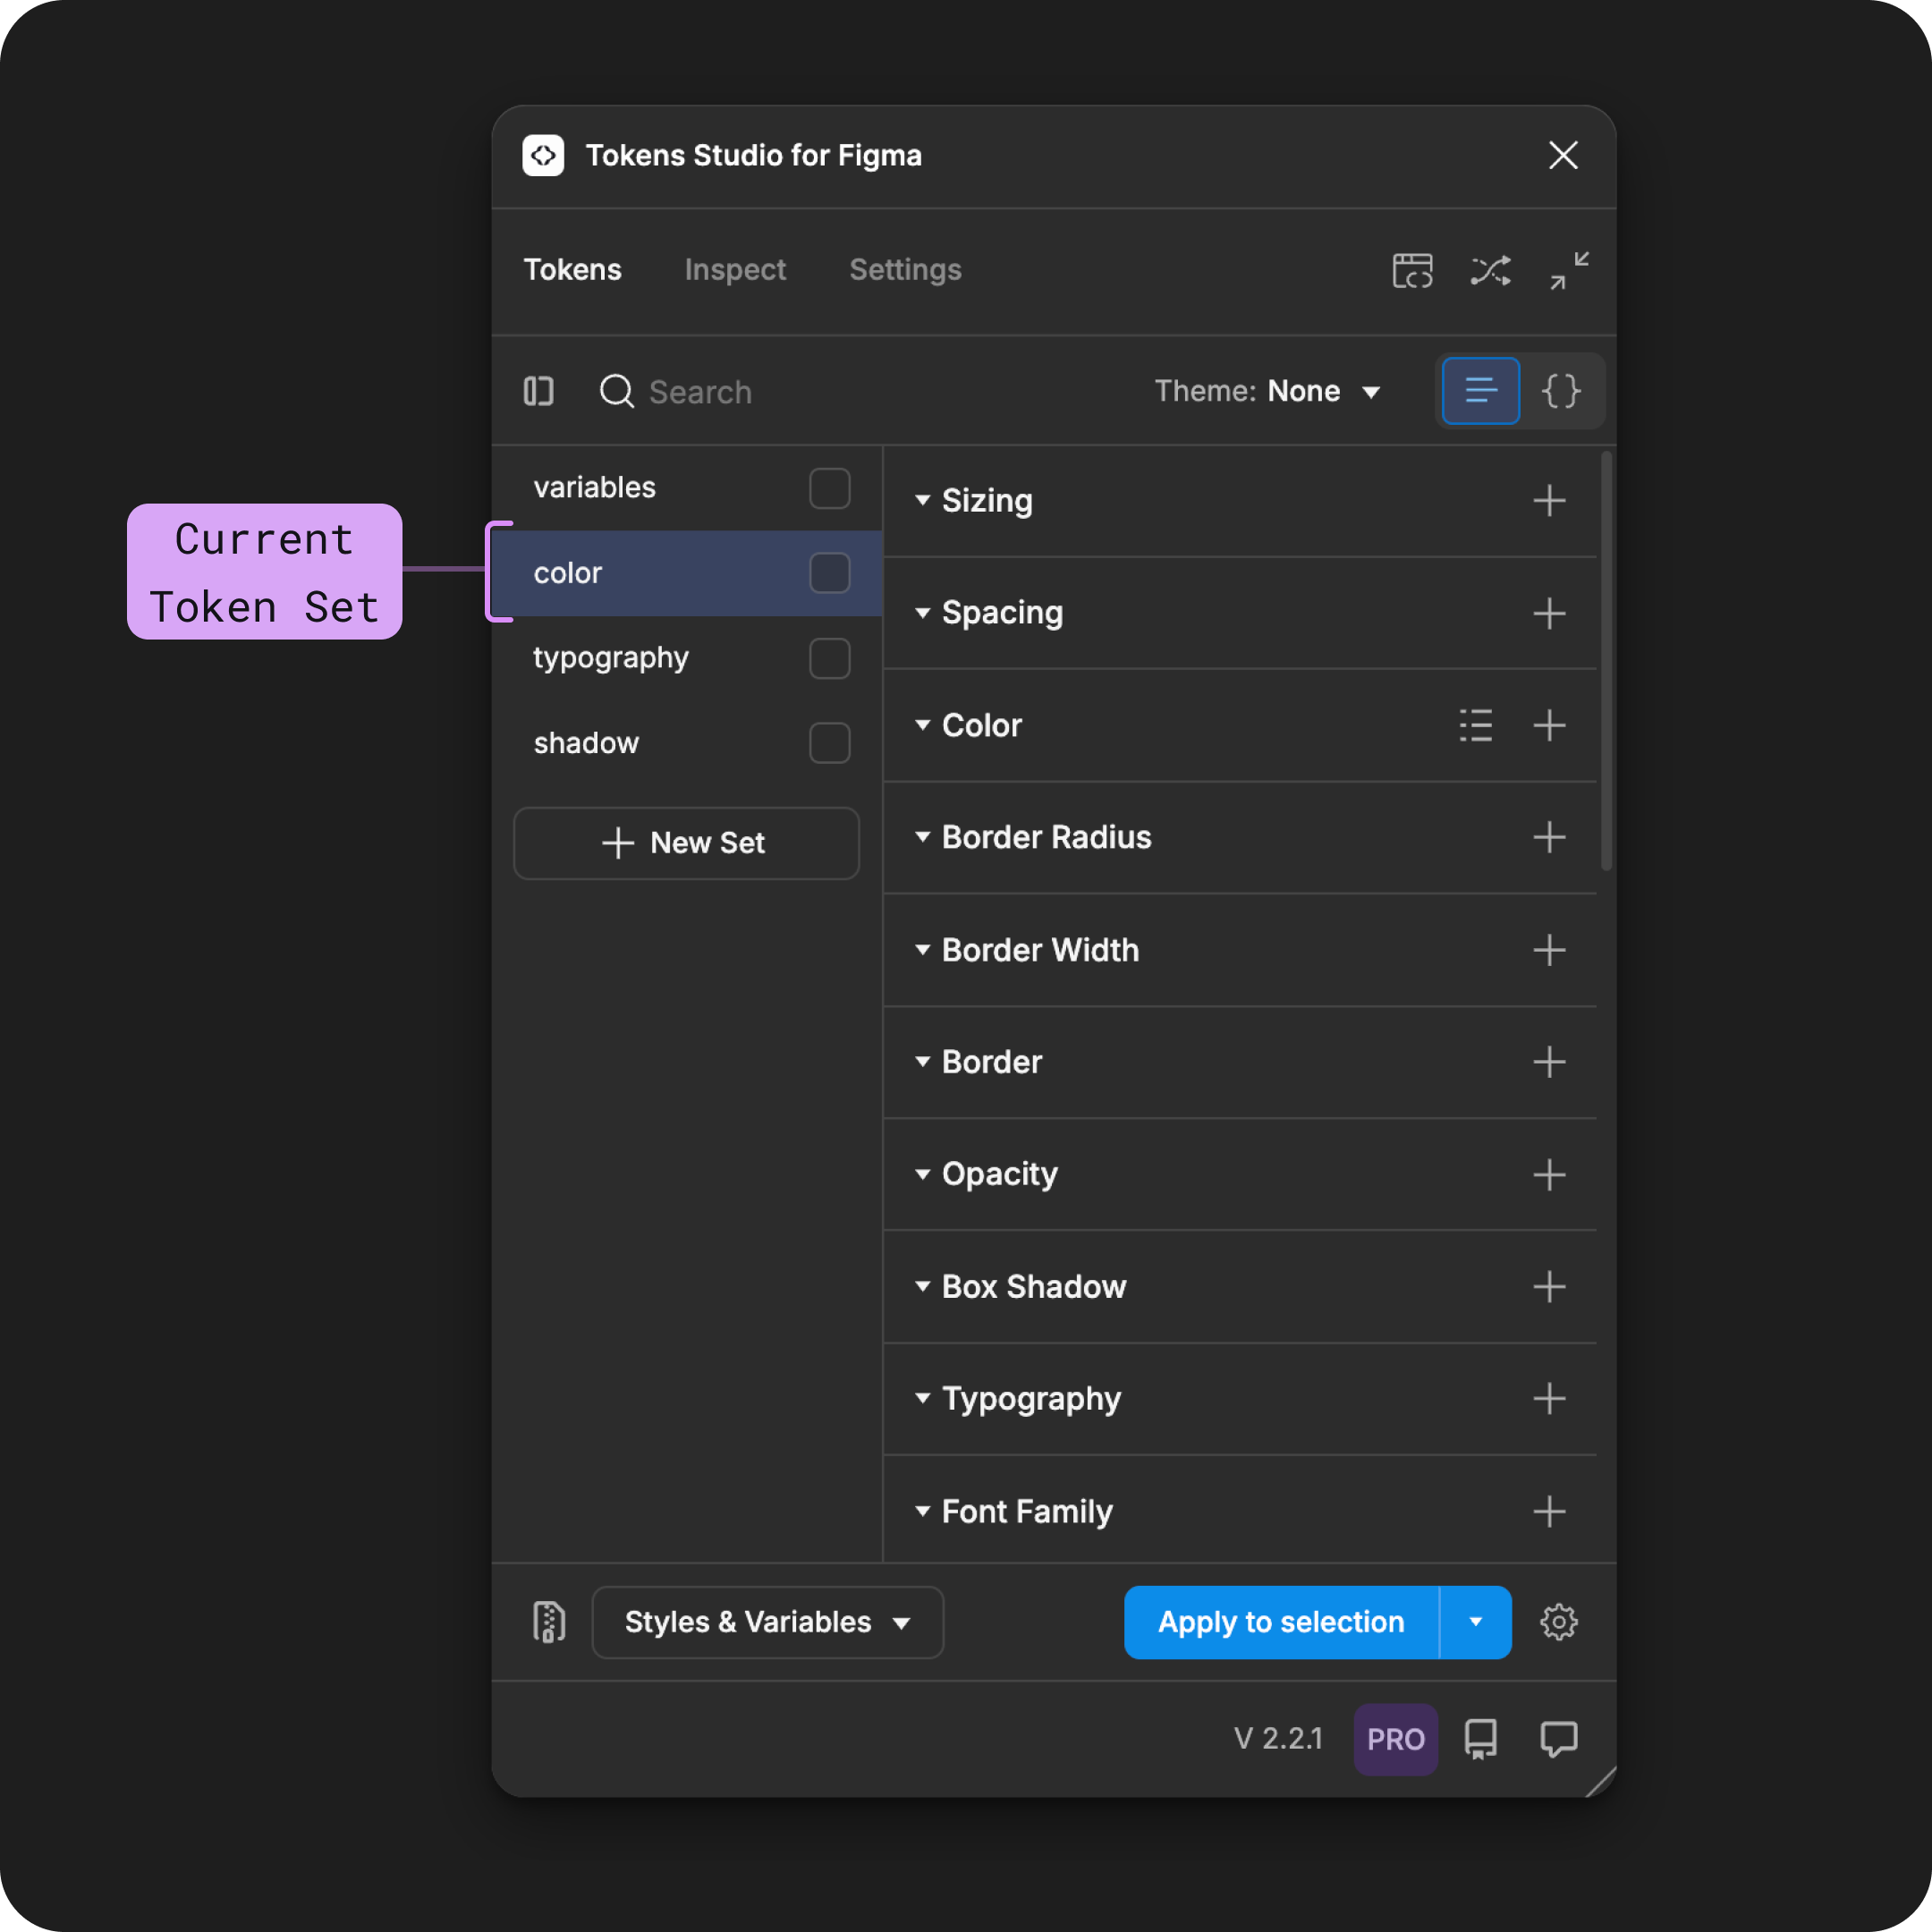 Tokens Studio for Figma
Tokens Inspect Settings
Search Theme: None
variables
color
typography
shadow
New Set
Current
Token Set
Sizing
Spacing
Color
Border Radius
Border Width
Border
Opacity
Box Shadow
Typography
Font Family
Styles & Variables Apply to selection
V 2.2.1 PRO